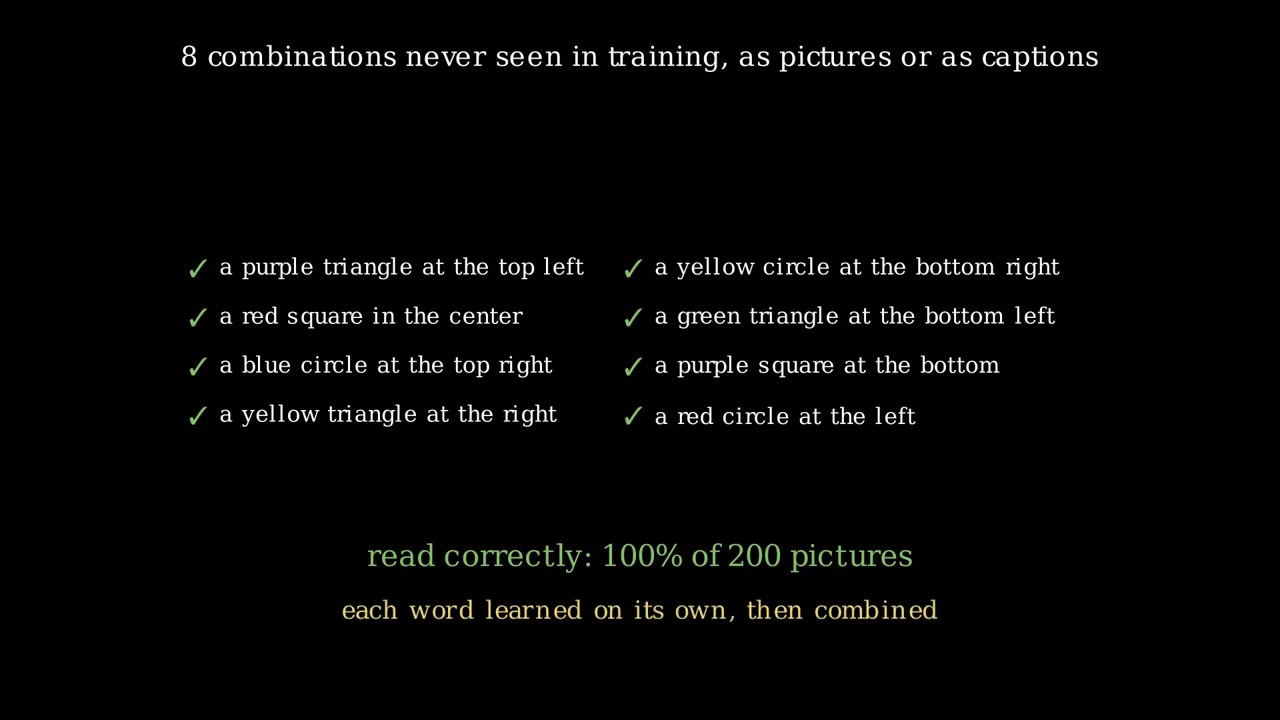 8 combinations never seen in training, as pictures or as captions
✓ a purple triangle at the top left
✓ a red square in the center
✓ a blue circle at the top right
✓ a yellow triangle at the right
✓ a yellow circle at the bottom right
✓ a green triangle at the bottom left
✓ a purple square at the bottom
✓ a red circle at the left
read correctly: 100% of 200 pictures
each word learned on its own, then combined